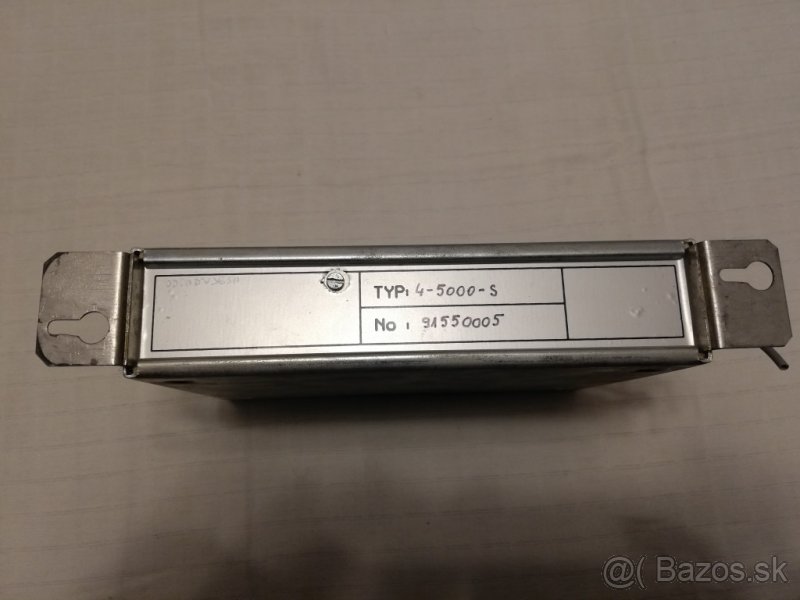 TYP: 4-5000-S
No : 91550005
@( Bazos.sk